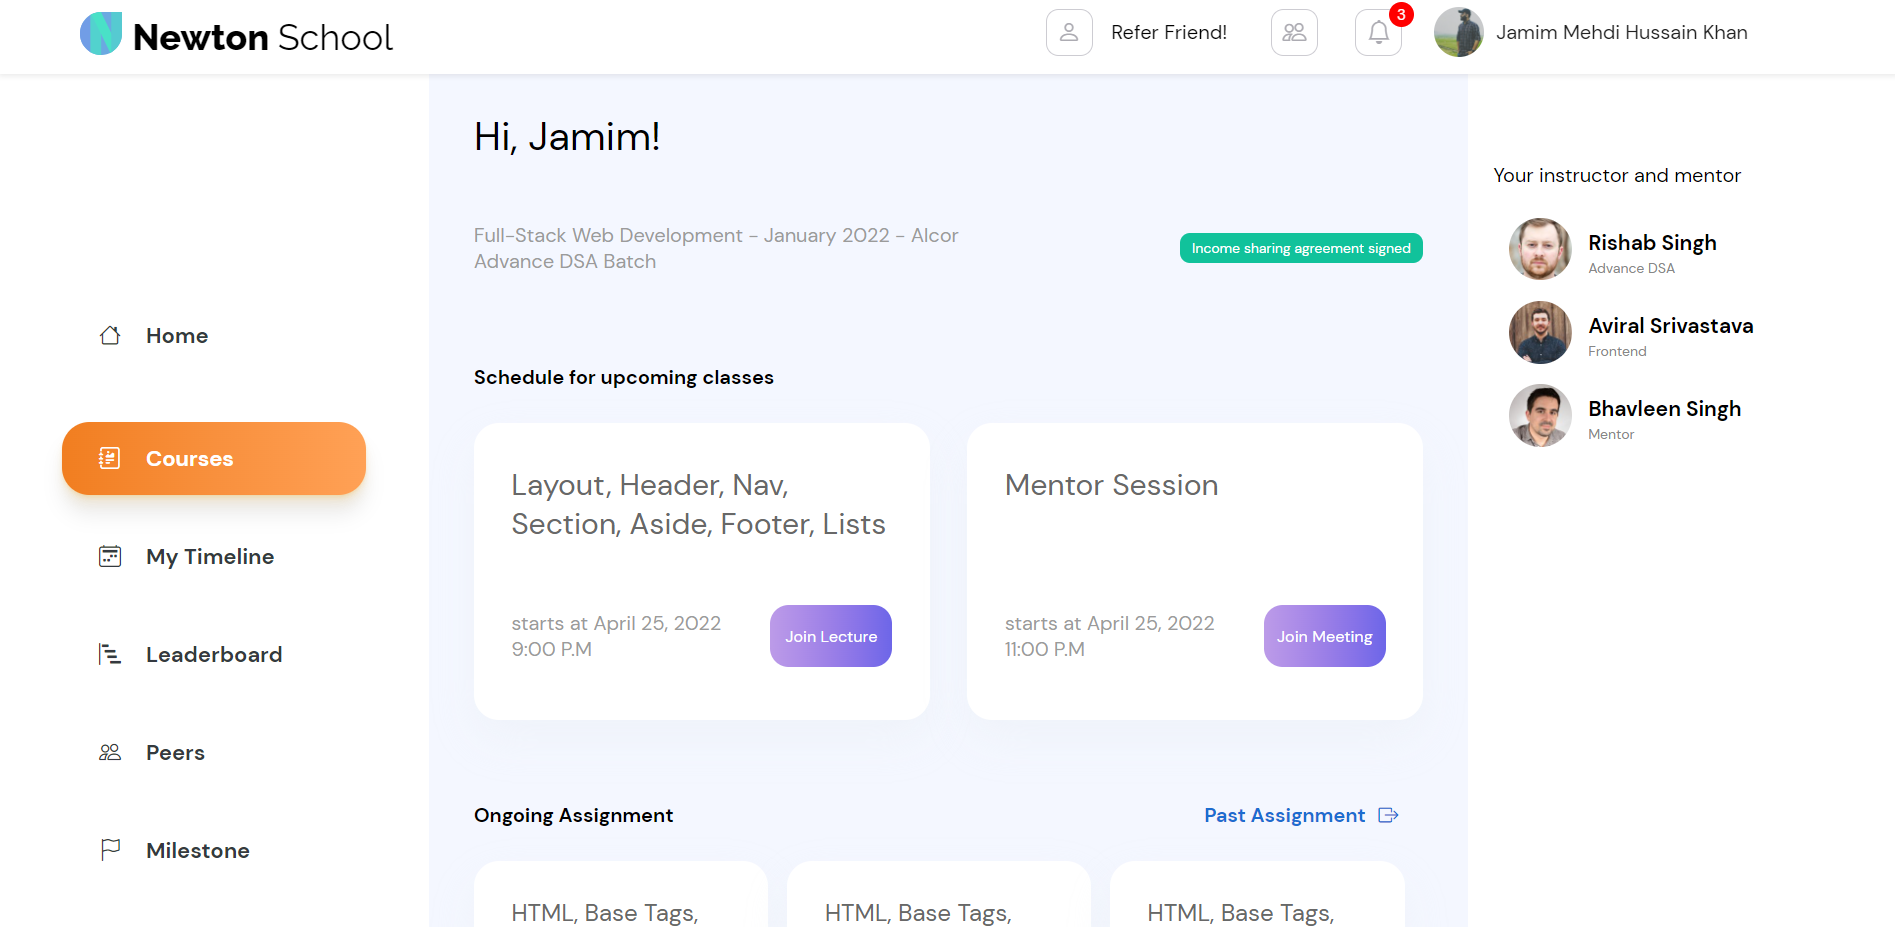 Newton School
Refer Friend!
3
Jamim Mehdi Hussain Khan
Home
Courses
My Timeline
Leaderboard
Peers
Milestone
Hi, Jamim!
Full-Stack Web Development - January 2022 - Alcor
Advance DSA Batch
Income sharing agreement signed
Schedule for upcoming classes
Layout, Header, Nav,
Section, Aside, Footer, Lists
starts at April 25, 2022
9:00 P.M
Join Lecture
Mentor Session
starts at April 25, 2022
11:00 P.M
Join Meeting
Ongoing Assignment
Past Assignment
HTML, Base Tags,
HTML, Base Tags,
HTML, Base Tags,
Your instructor and mentor
Rishab Singh
Advance DSA
Aviral Srivastava
Frontend
Bhavleen Singh
Mentor